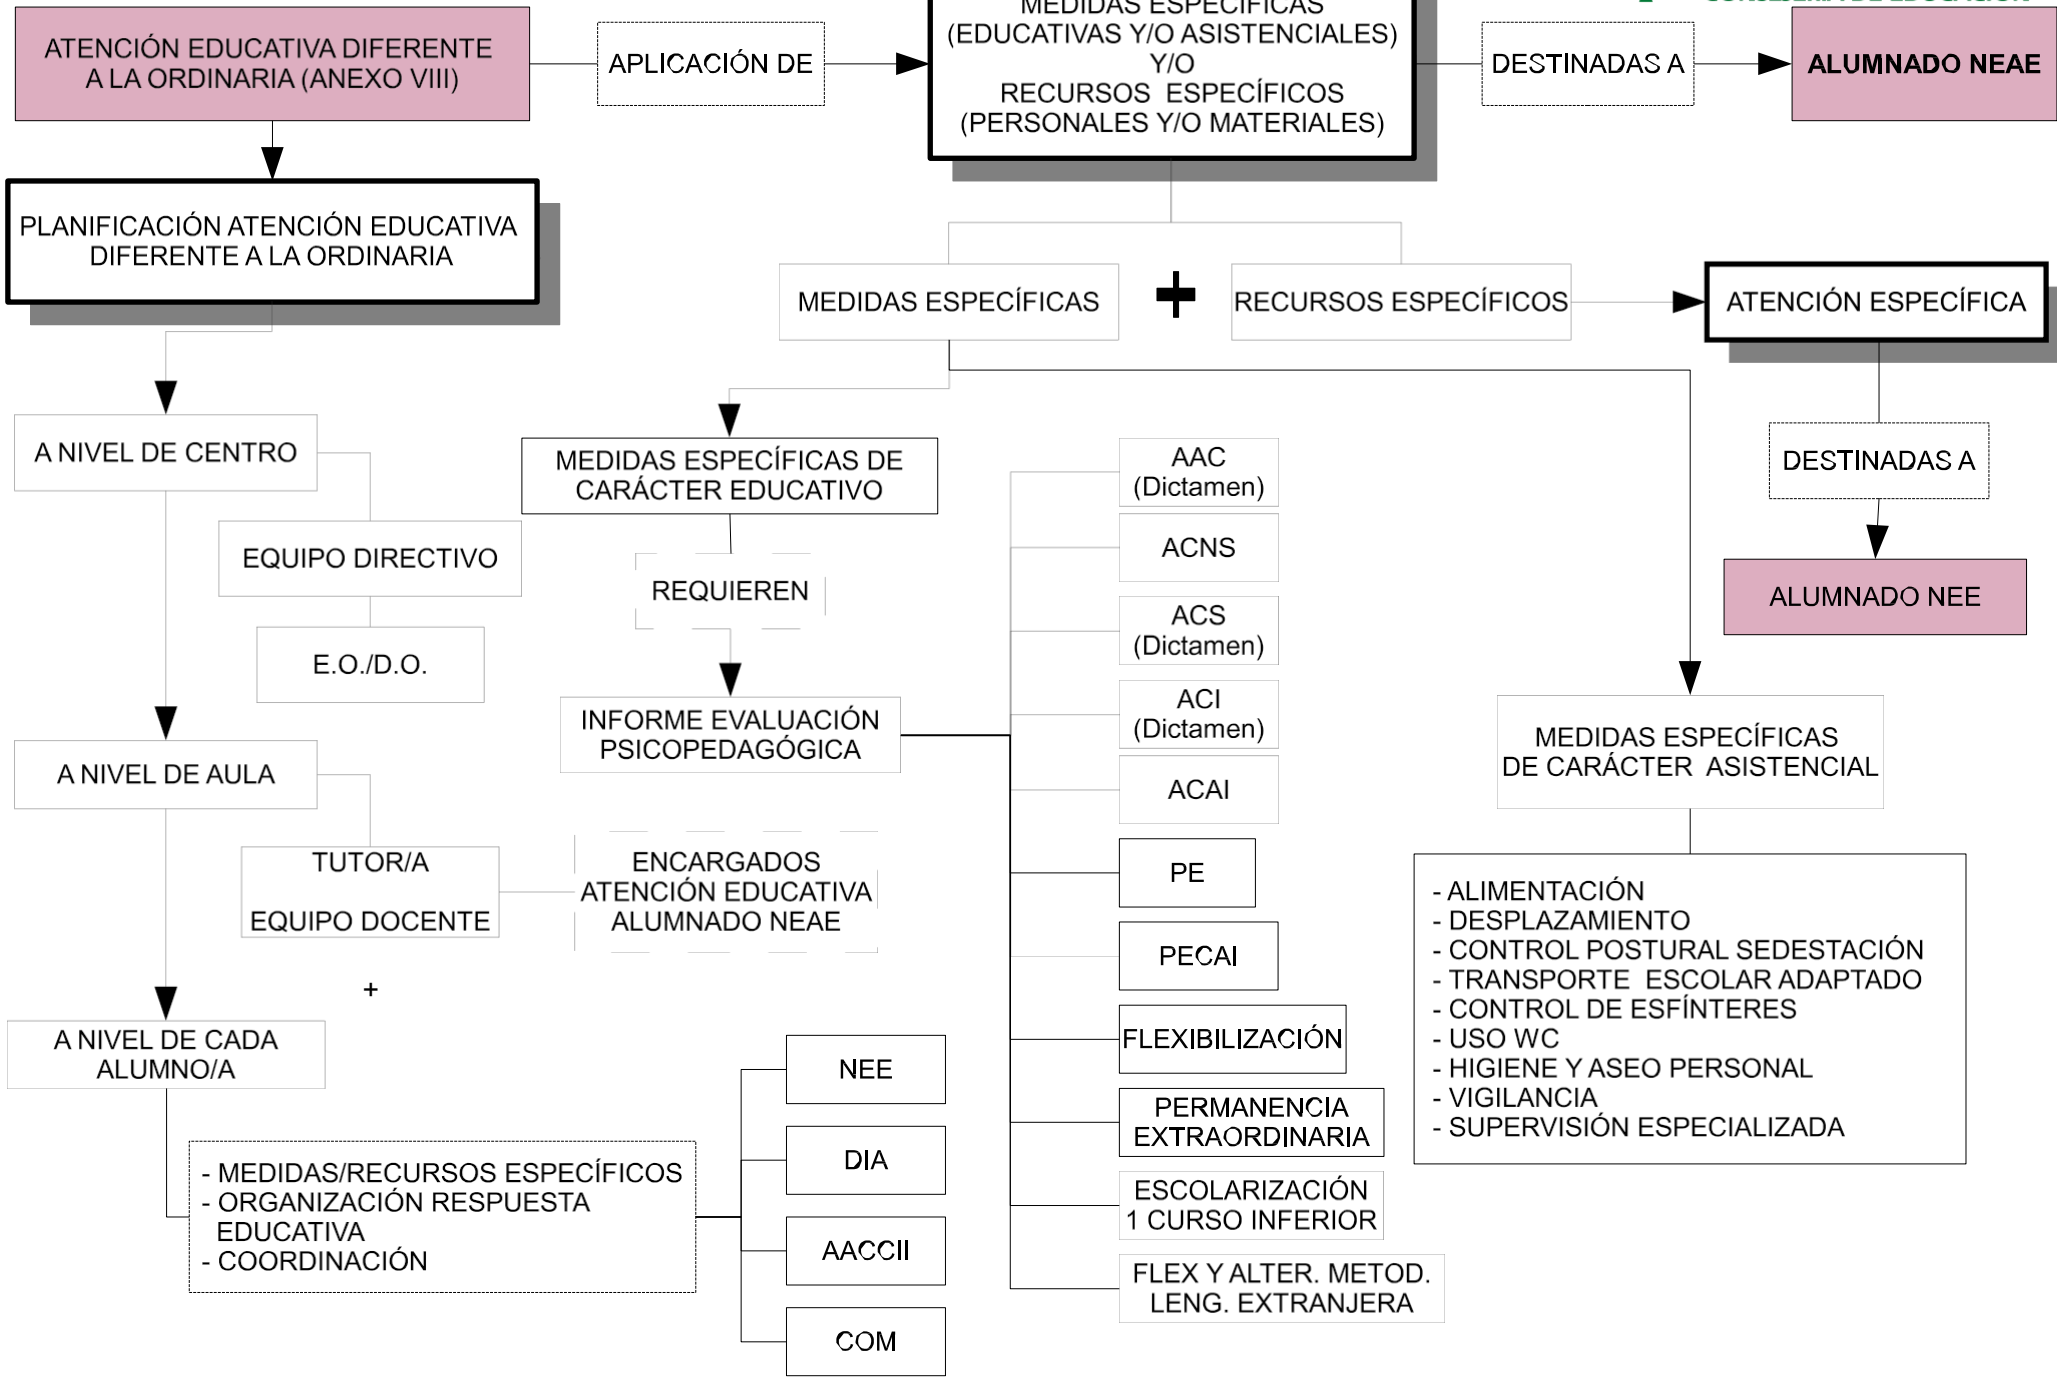 ATENCIÓN EDUCATIVA DIFERENTE
A LA ORDINARIA (ANEXO VIII)
APLICACIÓN DE
MEDIDAS ESPECÍFICAS
(EDUCATIVAS Y/O ASISTENCIALES)
Y/O
RECURSOS ESPECÍFICOS
(PERSONALES Y/O MATERIALES)
DESTINADAS A
CONSEJERÍA DE EDUCACIÓN
ALUMNADO NEAE
PLANIFICACIÓN ATENCIÓN EDUCATIVA
DIFERENTE A LA ORDINARIA
MEDIDAS ESPECÍFICAS
+
RECURSOS ESPECÍFICOS
ATENCIÓN ESPECÍFICA
DESTINADAS A
ALUMNADO NEE
A NIVEL DE CENTRO
EQUIPO DIRECTIVO
E.O./D.O.
A NIVEL DE AULA
TUTOR/A
EQUIPO DOCENTE
ENCARGADOS
ATENCIÓN EDUCATIVA
ALUMNADO NEAE
+
A NIVEL DE CADA
ALUMNO/A
- MEDIDAS/RECURSOS ESPECÍFICOS
- ORGANIZACIÓN RESPUESTA
EDUCATIVA
- COORDINACIÓN
NEE
DIA
AACCII
COM
MEDIDAS ESPECÍFICAS DE
CARÁCTER EDUCATIVO
REQUIEREN
INFORME EVALUACIÓN
PSICOPEDAGÓGICA
AAC
(Dictamen)
ACNS
ACS
(Dictamen)
ACI
(Dictamen)
ACAI
PE
PECAI
FLEXIBILIZACIÓN
PERMANENCIA
EXTRAORDINARIA
ESCOLARIZACIÓN
1 CURSO INFERIOR
FLEX Y ALTER. METOD.
LENG. EXTRANJERA
MEDIDAS ESPECÍFICAS
DE CARÁCTER ASISTENCIAL
- ALIMENTACIÓN
- DESPLAZAMIENTO
- CONTROL POSTURAL SEDESTACIÓN
- TRANSPORTE ESCOLAR ADAPTADO
- CONTROL DE ESFÍNTERES
- USO WC
- HIGIENE Y ASEO PERSONAL
- VIGILANCIA
- SUPERVISIÓN ESPECIALIZADA